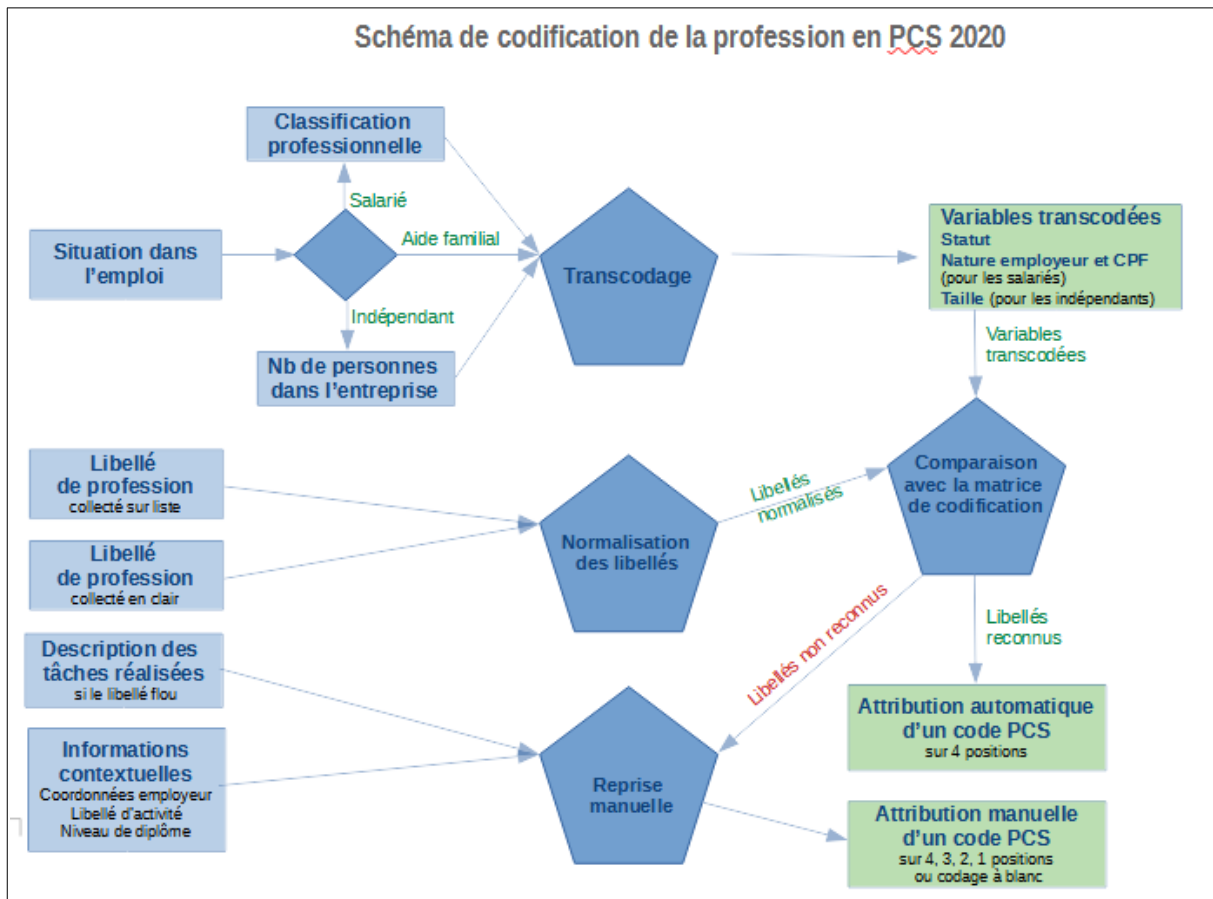 Schéma de codification de la profession en PCS 2020
Classification
professionnelle
Salarié
Situation dans
l'emploi
Aide familial
Indépendant
Nb de personnes
dans l'entreprise
Transcodage
Variables transcodées
Statut
Nature employeur et CPF
(pour les salariés)
Taille (pour les indépendants)
Variables
transcodées
Libellé
de profession
collecté sur liste
Libellé
de profession
collecté en clair
Normalisation
des libellés
Libellés
normalisés
Comparaison
avec la matrice
de codification
Libellés non reconnus
Libellés
reconnus
Description des
tâches réalisées
si le libellé flou
Informations
contextuelles
Coordonnées employeur
Libellé d'activité
Niveau de diplôme
Reprise
manuelle
Attribution automatique
d'un code PCS
sur 4 positions
Attribution manuelle
d'un code PCS
sur 4, 3, 2, 1 positions
ou codage à blanc